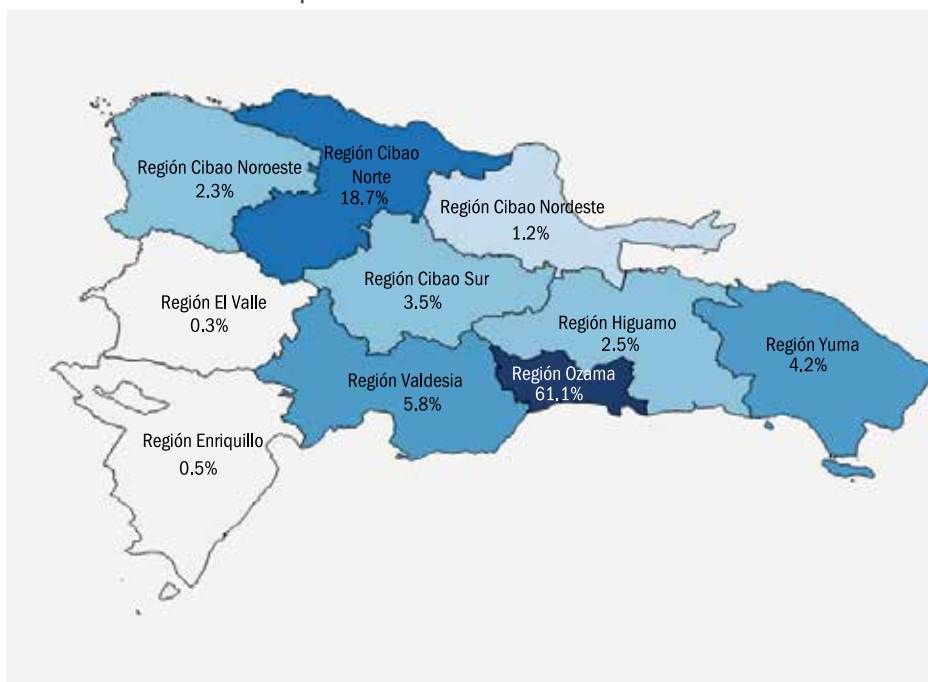 Región Cibao Noroeste
2.3%
Región Cibao
Norte
18.7%
Región Cibao Nordeste
1.2%
Región Cibao Sur
3.5%
Región El Valle
0.3%
Región Higuamo
2.5%
Región Yuma
4.2%
Región Ozama
61.1%
Región Valdesia
5.8%
Región Enriquillo
0.5%